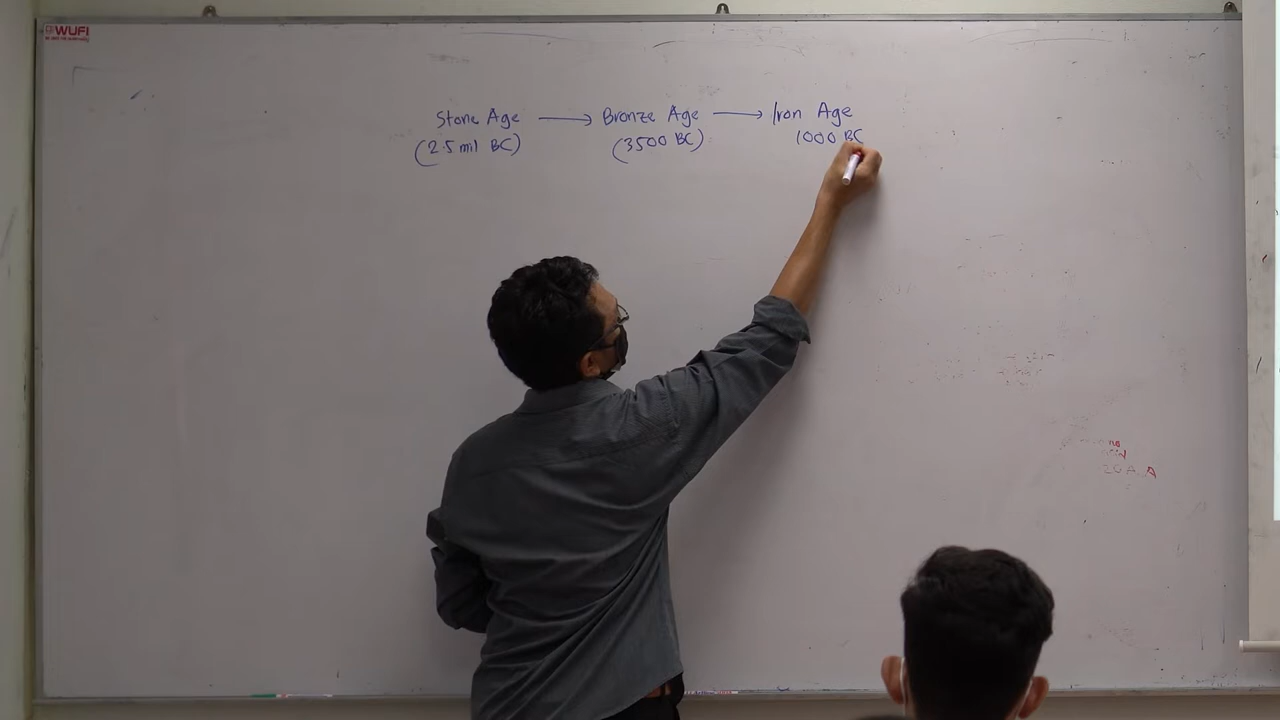 WUFI
Stone Age → Bronze Age → Iron Age
(2.5 mil BC) (3500 BC) 1000 BC